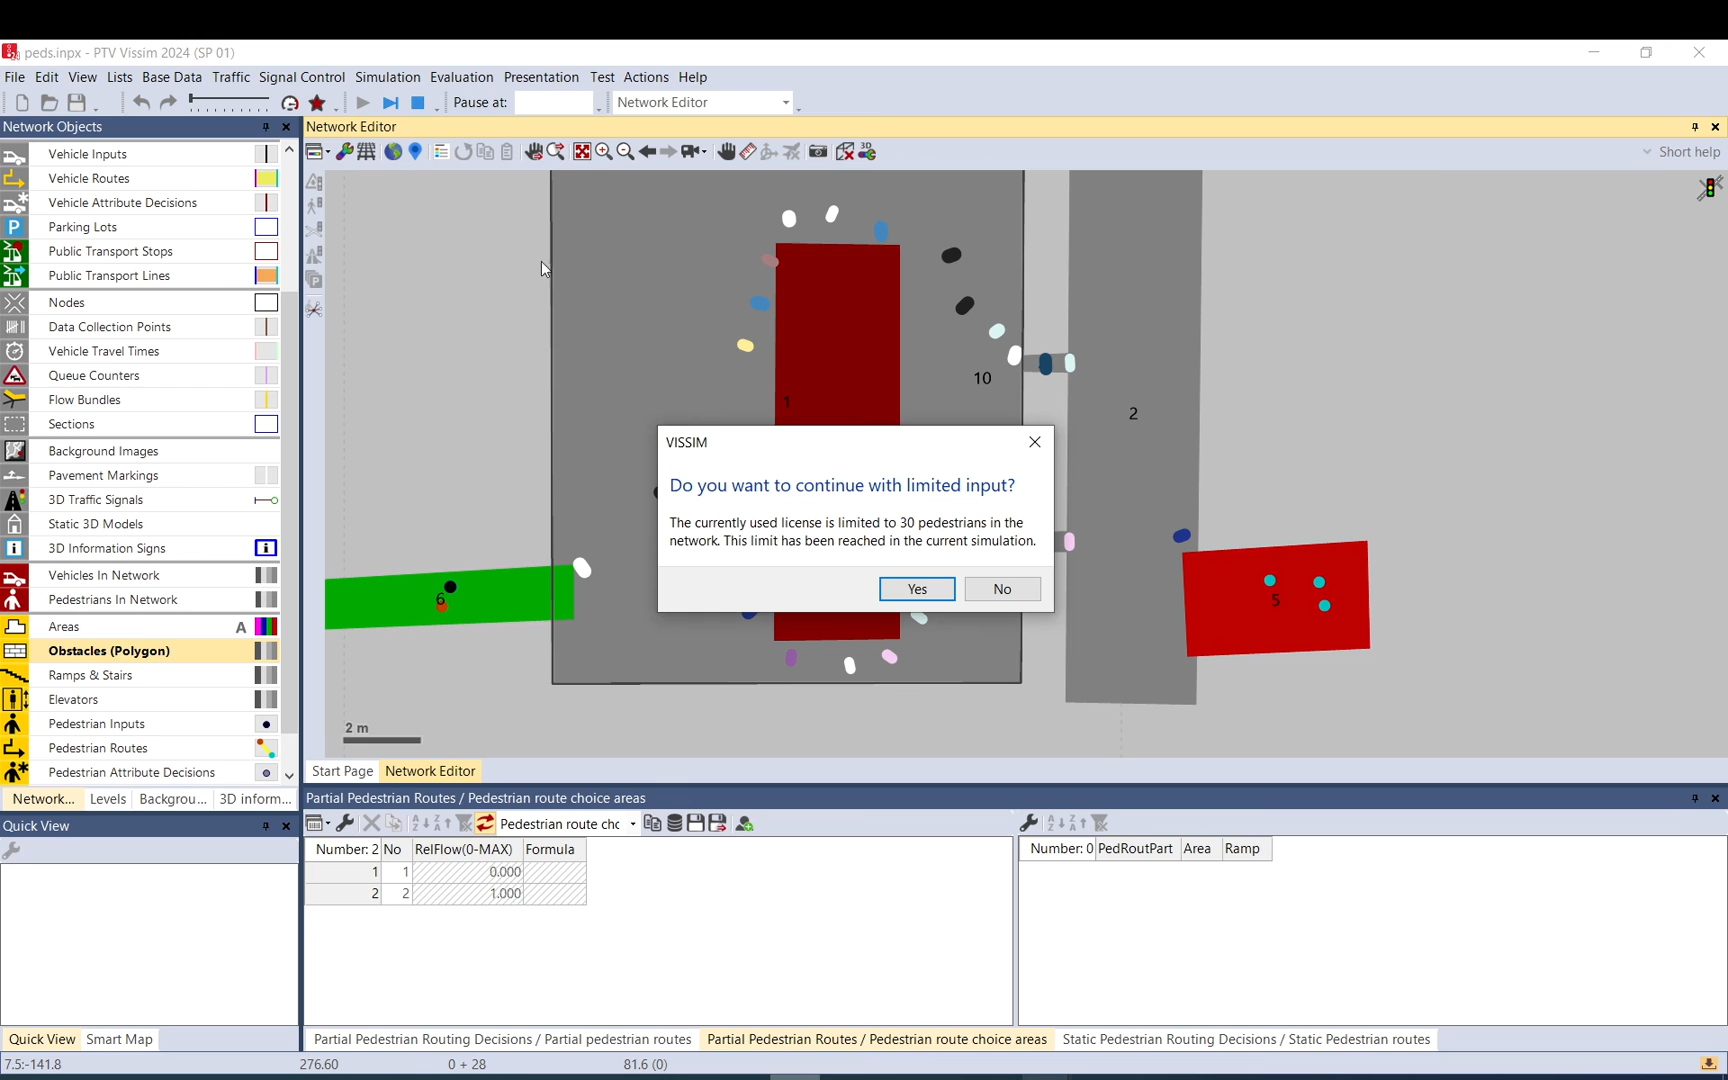 peds.inpx - PTV Vissim 2024 (SP 01)
File Edit View Lists Base Data Traffic Signal Control Simulation Evaluation Presentation Test Actions Help
Pause at:
Network Editor
Network Objects
Network Editor
Short help
Vehicle Inputs
Vehicle Routes
Vehicle Attribute Decisions
Parking Lots
Public Transport Stops
Public Transport Lines
Nodes
Data Collection Points
Vehicle Travel Times
Queue Counters
Flow Bundles
Sections
Background Images
Pavement Markings
3D Traffic Signals
Static 3D Models
3D Information Signs
Vehicles In Network
Pedestrians In Network
Areas A
Obstacles (Polygon)
Ramps & Stairs
Elevators
Pedestrian Inputs
Pedestrian Routes
Pedestrian Attribute Decisions
Network... Levels Backgrou... 3D inform...
10
1
2
6
5
2 m
VISSIM
Do you want to continue with limited input?
The currently used license is limited to 30 pedestrians in the
network. This limit has been reached in the current simulation.
Yes No
Start Page Network Editor
Partial Pedestrian Routes / Pedestrian route choice areas
Pedestrian route chc
Number: 2 No RelFlow(0-MAX) Formula
1 1 0.000
2 2 1.000
Number: 0 PedRoutPart Area Ramp
Quick View
Quick View Smart Map
Partial Pedestrian Routing Decisions / Partial pedestrian routes Partial Pedestrian Routes / Pedestrian route choice areas Static Pedestrian Routing Decisions / Static Pedestrian routes
7.5:-141.8 276.60 0 + 28 81.6 (0)